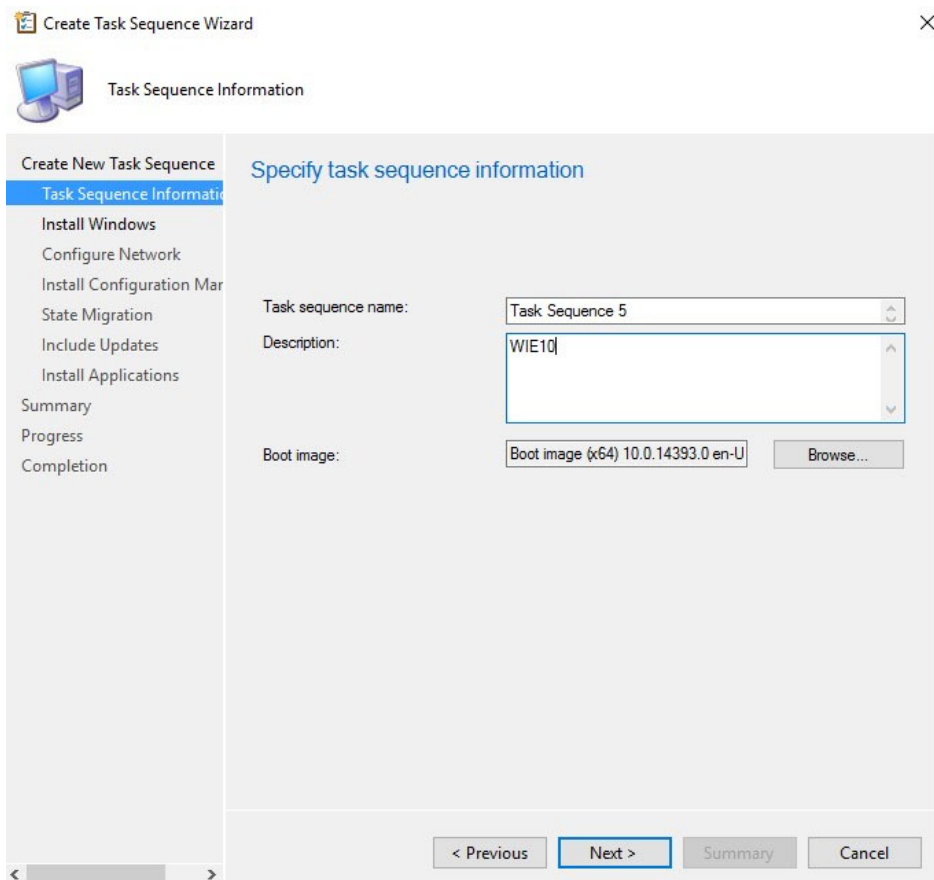 Create Task Sequence Wizard
Task Sequence Information
Create New Task Sequence
Task Sequence Informatio
Install Windows
Configure Network
Install Configuration Mar
State Migration
Include Updates
Install Applications
Summary
Progress
Completion
Specify task sequence information
Task sequence name: Task Sequence 5
Description: WIE10
Boot image: Boot image (x64) 10.0.14393.0 en-U Browse...
< Previous Next > Summary Cancel